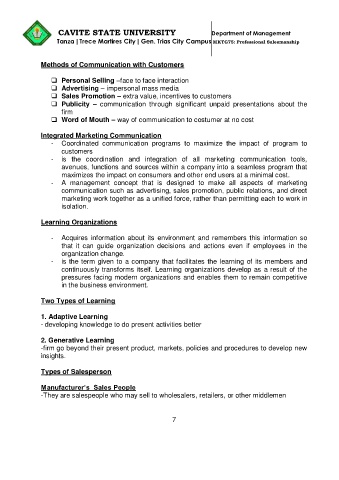 CAVITE STATE UNIVERSITY
Department of Management
Tanza | Trece Martires City | Gen. Trias City Campus MKTG75: Professional Salesmanship
Methods of Communication with Customers
❑ Personal Selling –face to face interaction
❑ Advertising – impersonal mass media
❑ Sales Promotion – extra value, incentives to customers
❑ Publicity – communication through significant unpaid presentations about the
firm
❑ Word of Mouth – way of communication to costumer at no cost
Integrated Marketing Communication
- Coordinated communication programs to maximize the impact of program to
customers
- is the coordination and integration of all marketing communication tools,
avenues, functions and sources within a company into a seamless program that
maximizes the impact on consumers and other end users at a minimal cost.
- A management concept that is designed to make all aspects of marketing
communication such as advertising, sales promotion, public relations, and direct
marketing work together as a unified force, rather than permitting each to work in
isolation.
Learning Organizations
- Acquires information about its environment and remembers this information so
that it can guide organization decisions and actions even if employees in the
organization change.
- is the term given to a company that facilitates the learning of its members and
continuously transforms itself. Learning organizations develop as a result of the
pressures facing modern organizations and enables them to remain competitive
in the business environment.
Two Types of Learning
1. Adaptive Learning
- developing knowledge to do present activities better
2. Generative Learning
-firm go beyond their present product, markets, policies and procedures to develop new
insights.
Types of Salesperson
Manufacturer's Sales People
-They are salespeople who may sell to wholesalers, retailers, or other middlemen
7